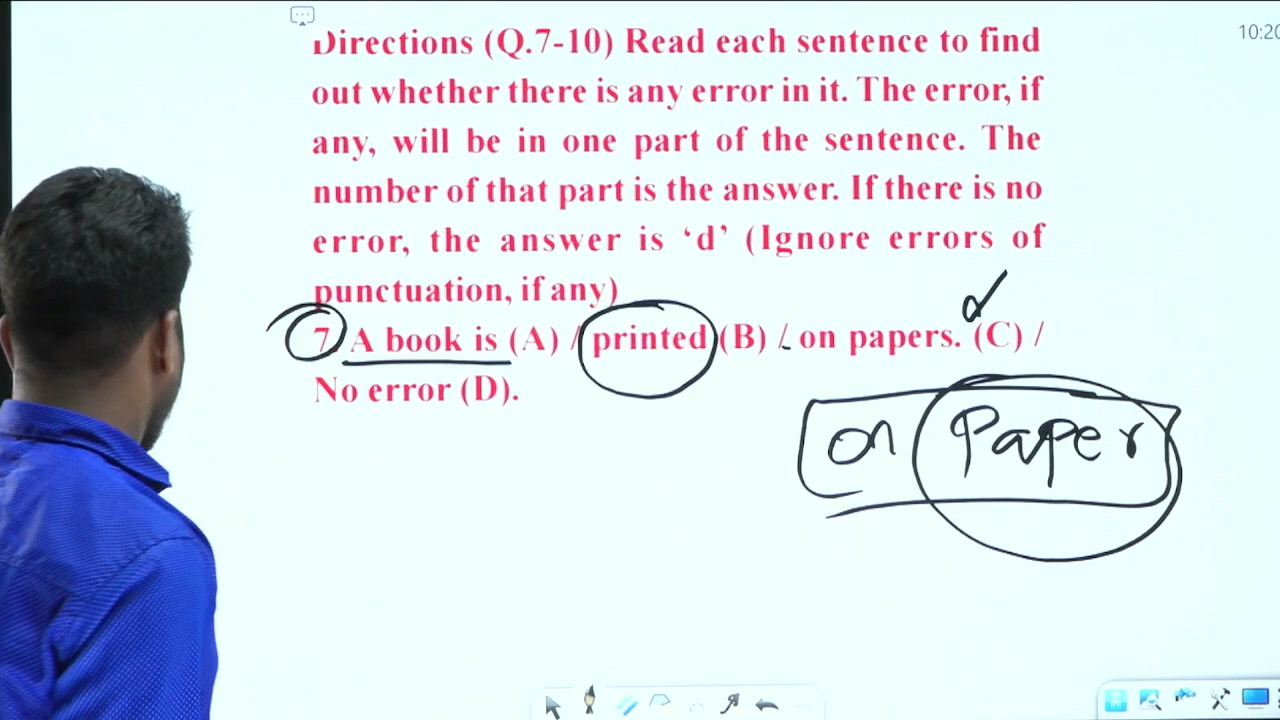 10:20
Directions (Q.7-10) Read each sentence to find
out whether there is any error in it. The error, if
any, will be in one part of the sentence. The
number of that part is the answer. If there is no
error, the answer is ‘d’ (Ignore errors of
punctuation, if any)
7. A book is (A) / printed (B) / on papers. (C) /
No error (D).
on Paper